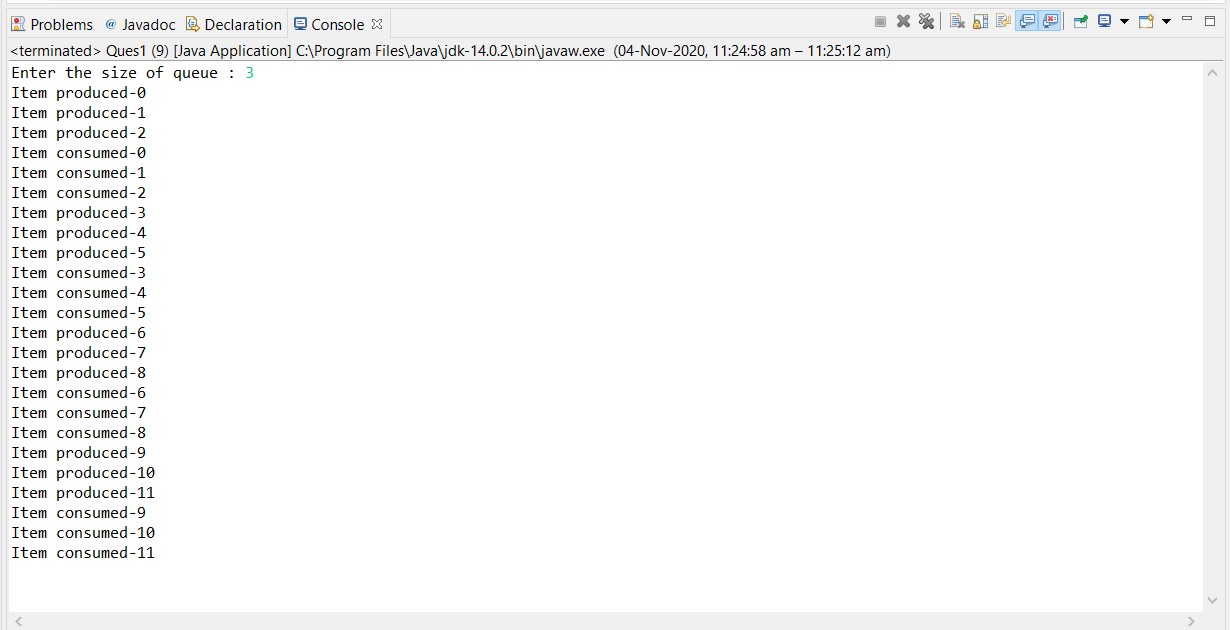 Problems @ Javadoc Declaration Console
<terminated> Ques1 (9) [Java Application] C:\Program Files\Java\jdk-14.0.2\bin\javaw.exe (04-Nov-2020, 11:24:58 am – 11:25:12 am)
Enter the size of queue : 3
Item produced-0
Item produced-1
Item produced-2
Item consumed-0
Item consumed-1
Item consumed-2
Item produced-3
Item produced-4
Item produced-5
Item consumed-3
Item consumed-4
Item consumed-5
Item produced-6
Item produced-7
Item produced-8
Item consumed-6
Item consumed-7
Item consumed-8
Item produced-9
Item produced-10
Item produced-11
Item consumed-9
Item consumed-10
Item consumed-11